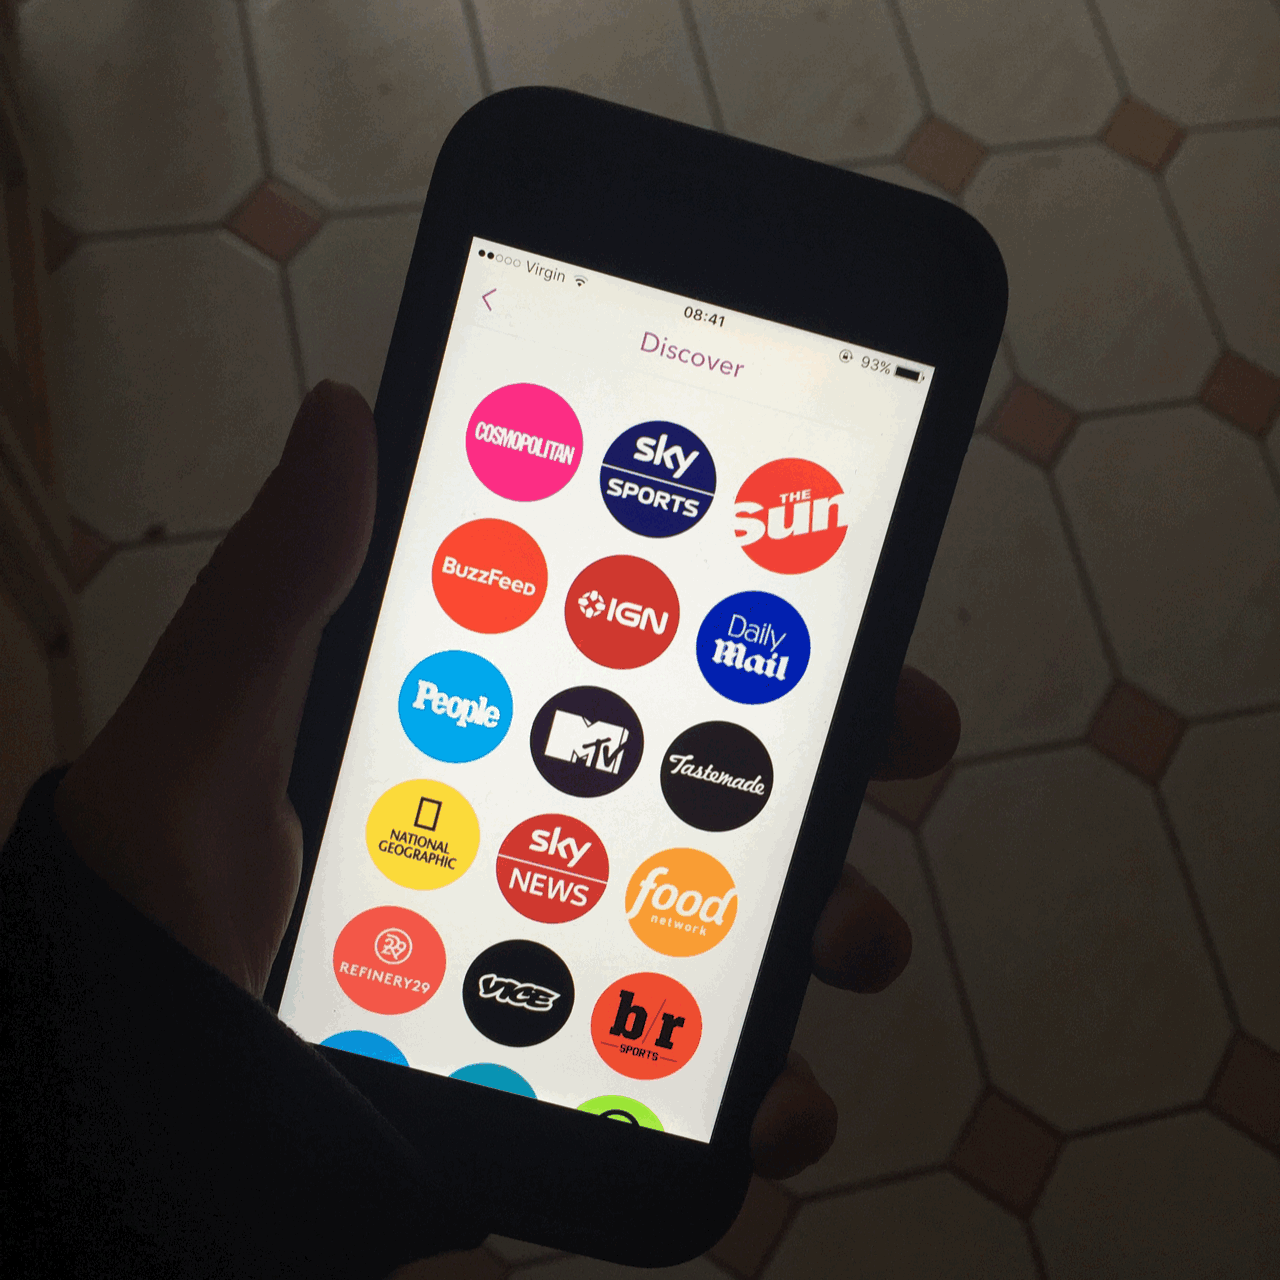 Virgin
08:41
93%
Discover
COSMOPOLITAN
sky
SPORTS
THE
Sun
BuzzFeed
IGN
Daily
Mail
People
MTV
Tastemade
NATIONAL
GEOGRAPHIC
sky
NEWS
food
network
R29
REFINERY29
VICE
b/r
SPORTS